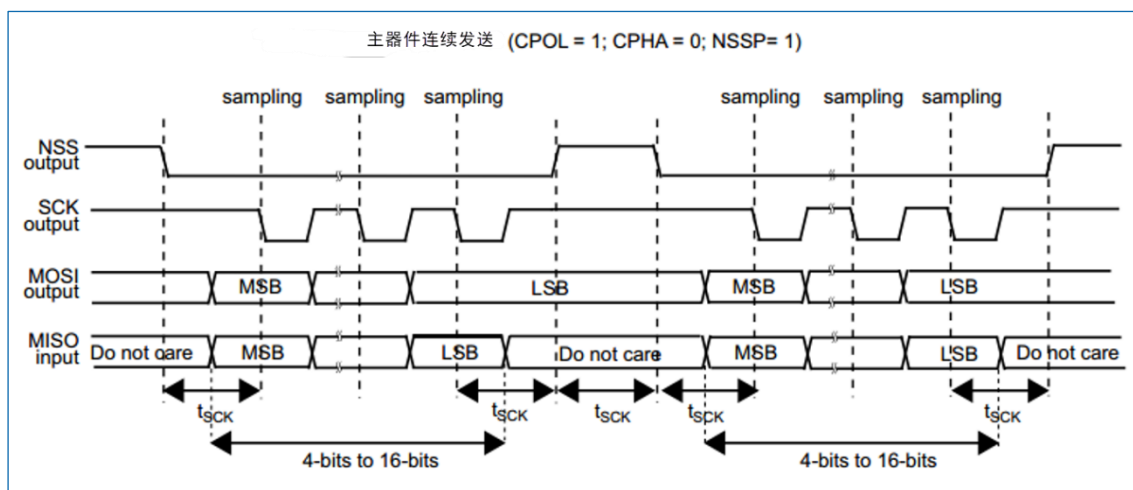 主器件连续发送 (CPOL = 1; CPHA = 0; NSSP= 1)
sampling sampling sampling sampling sampling sampling
NSS output
SCK output
MOSI output MSB LSB MSB LSB
MISO input Do not care MSB LSB Do not care MSB LSB Do not care
tSCK tSCK tSCK tSCK tSCK
4-bits to 16-bits 4-bits to 16-bits